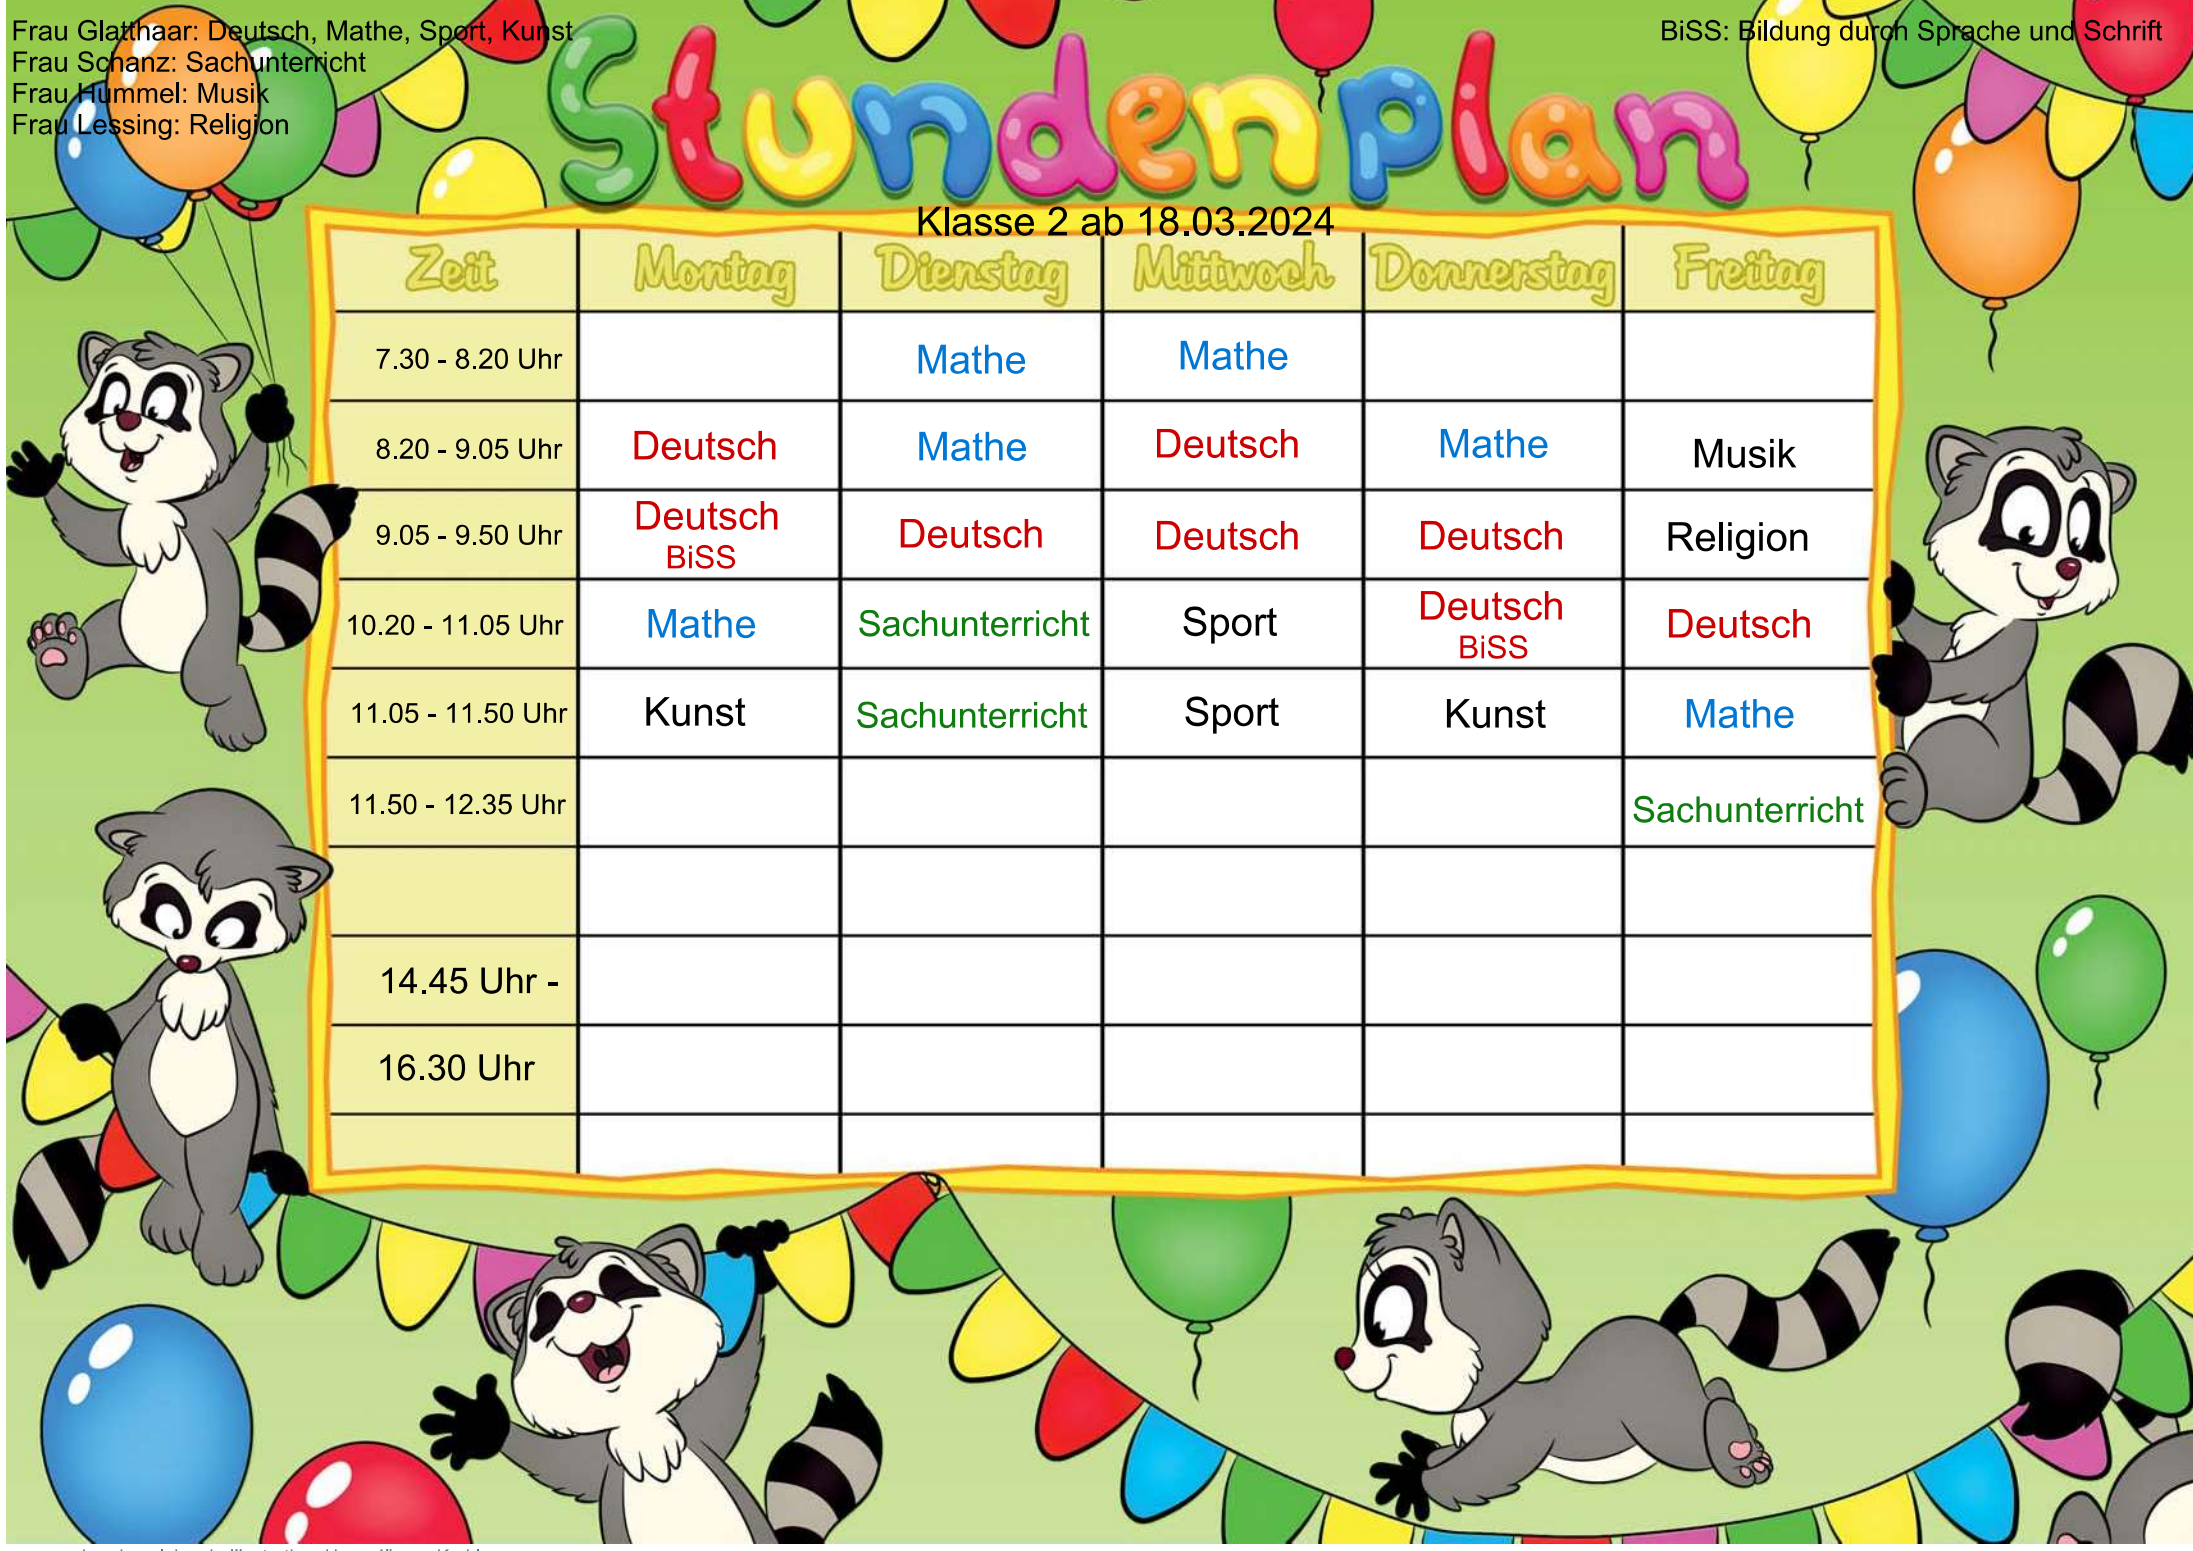 Frau Glatthaar: Deutsch, Mathe, Sport, Kunst
Frau Schanz: Sachunterricht
Frau Hummel: Musik
Frau Lessing: Religion
BiSS: Bildung durch Sprache und Schrift
Stundenplan
Klasse 2 ab 18.03.2024
Zeit Montag Dienstag Mittwoch Donnerstag Freitag
7.30 - 8.20 Uhr Mathe Mathe
8.20 - 9.05 Uhr Deutsch Mathe Deutsch Mathe Musik
9.05 - 9.50 Uhr Deutsch BiSS Deutsch Deutsch Deutsch Religion
10.20 - 11.05 Uhr Mathe Sachunterricht Sport Deutsch BiSS Deutsch
11.05 - 11.50 Uhr Kunst Sachunterricht Sport Kunst Mathe
11.50 - 12.35 Uhr Sachunterricht
14.45 Uhr -
16.30 Uhr